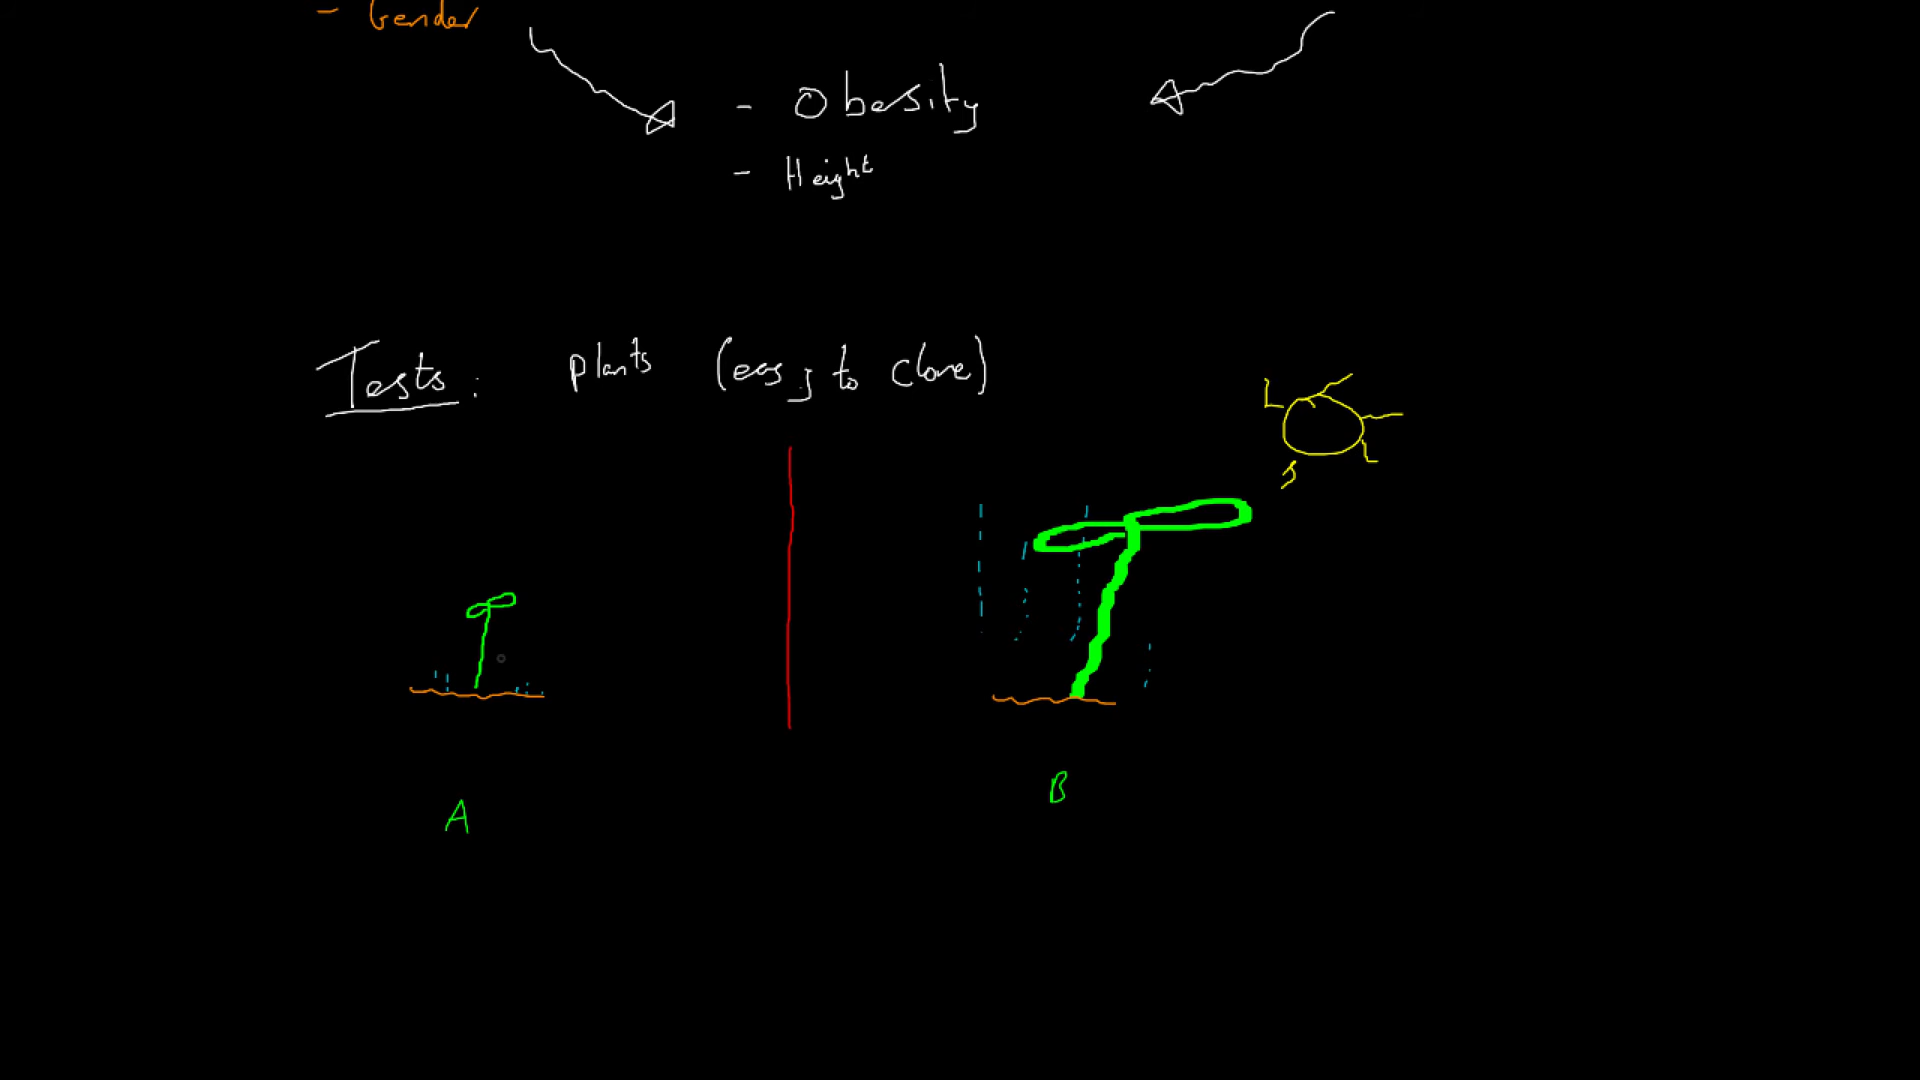 - Gender
- Obesity
- Height
Tests: plants (easy to clone)
A
B